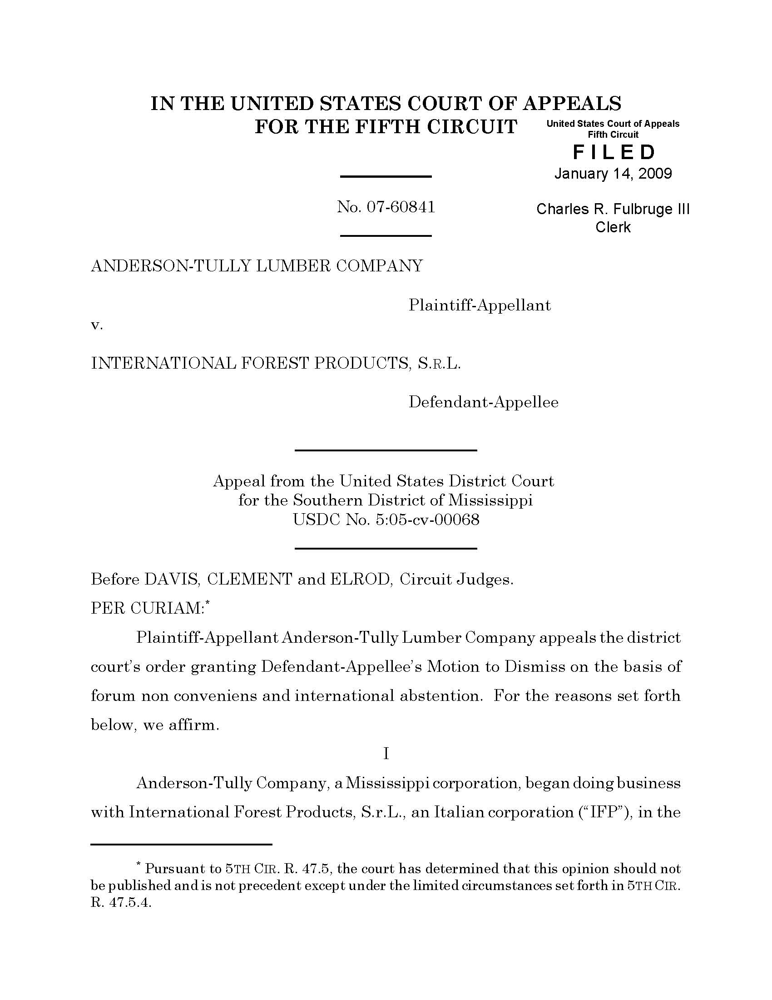 IN THE UNITED STATES COURT OF APPEALS
FOR THE FIFTH CIRCUIT
United States Court of Appeals
Fifth Circuit
F I L E D
January 14, 2009
Charles R. Fulbruge III
Clerk
No. 07-60841
ANDERSON-TULLY LUMBER COMPANY
Plaintiff-Appellant
v.
INTERNATIONAL FOREST PRODUCTS, S.R.L.
Defendant-Appellee
Appeal from the United States District Court
for the Southern District of Mississippi
USDC No. 5:05-cv-00068
Before DAVIS, CLEMENT and ELROD, Circuit Judges.
PER CURIAM:*
Plaintiff-Appellant Anderson-Tully Lumber Company appeals the district
court’s order granting Defendant-Appellee’s Motion to Dismiss on the basis of
forum non conveniens and international abstention. For the reasons set forth
below, we affirm.
I
Anderson-Tully Company, a Mississippi corporation, began doing business
with International Forest Products, S.r.L., an Italian corporation (“IFP”), in the
* Pursuant to 5TH CIR. R. 47.5, the court has determined that this opinion should not
be published and is not precedent except under the limited circumstances set forth in 5TH CIR.
R. 47.5.4.